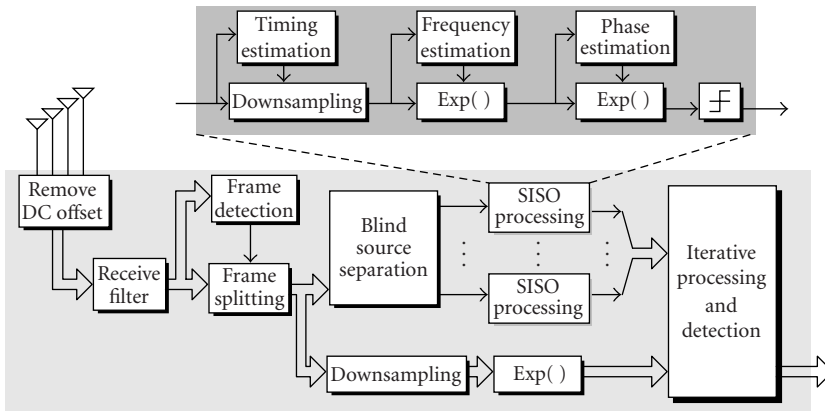 Timing
estimation
Frequency
estimation
Phase
estimation
Downsampling
Exp( )
Exp( )
Remove
DC offset
Frame
detection
Receive
filter
Frame
splitting
Blind
source
separation
SISO
processing
SISO
processing
Iterative
processing
and
detection
Downsampling
Exp( )